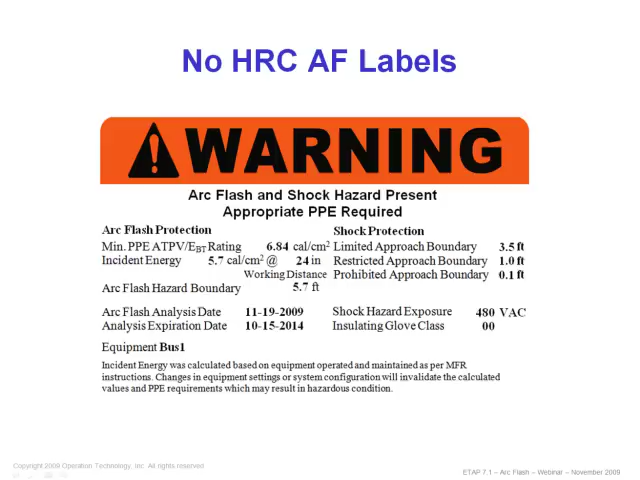 No HRC AF Labels
WARNING
Arc Flash and Shock Hazard Present
Appropriate PPE Required
Arc Flash Protection Shock Protection
Min. PPE ATPV/EBT Rating 6.84 cal/cm² Limited Approach Boundary 3.5 ft
Incident Energy 5.7 cal/cm² @ 24 in Restricted Approach Boundary 1.0 ft
Working Distance Prohibited Approach Boundary 0.1 ft
Arc Flash Hazard Boundary 5.7 ft
Arc Flash Analysis Date 11-19-2009 Shock Hazard Exposure 480 VAC
Analysis Expiration Date 10-15-2014 Insulating Glove Class 00
Equipment Bus1
Incident Energy was calculated based on equipment operated and maintained as per MFR
instructions. Changes in equipment settings or system configuration will invalidate the calculated
values and PPE requirements which may result in hazardous condition.
Copyright 2009 Operation Technology, Inc. All rights reserved
ETAP 7.1 – Arc Flash – Webinar – November 2009